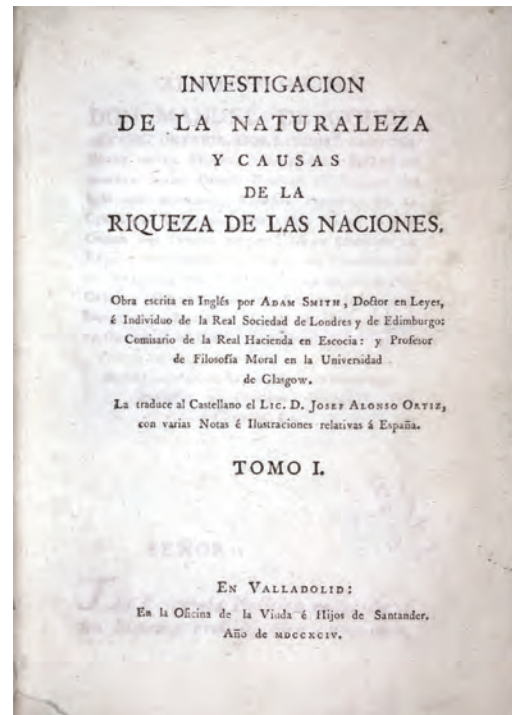 INVESTIGACION
DE LA NATURALEZA
Y CAUSAS
DE LA
RIQUEZA DE LAS NACIONES.
Obra escrita en Inglés por ADAM SMITH, Doctor en Leyes,
é Individuo de la Real Sociedad de Londres y de Edimburgo:
Comisario de la Real Hacienda en Escocia: y Profesor
de Filosofía Moral en la Universidad
de Glasgow.
La traduce al Castellano el LIC. D. JOSEF ALONSO ORTIZ,
con varias Notas é Ilustraciones relativas á España.
TOMO I.
SEÑOR
EN VALLADOLID:
En la Oficina de la Viuda é Hijos de Santander.
Año de MDCCXCIV.